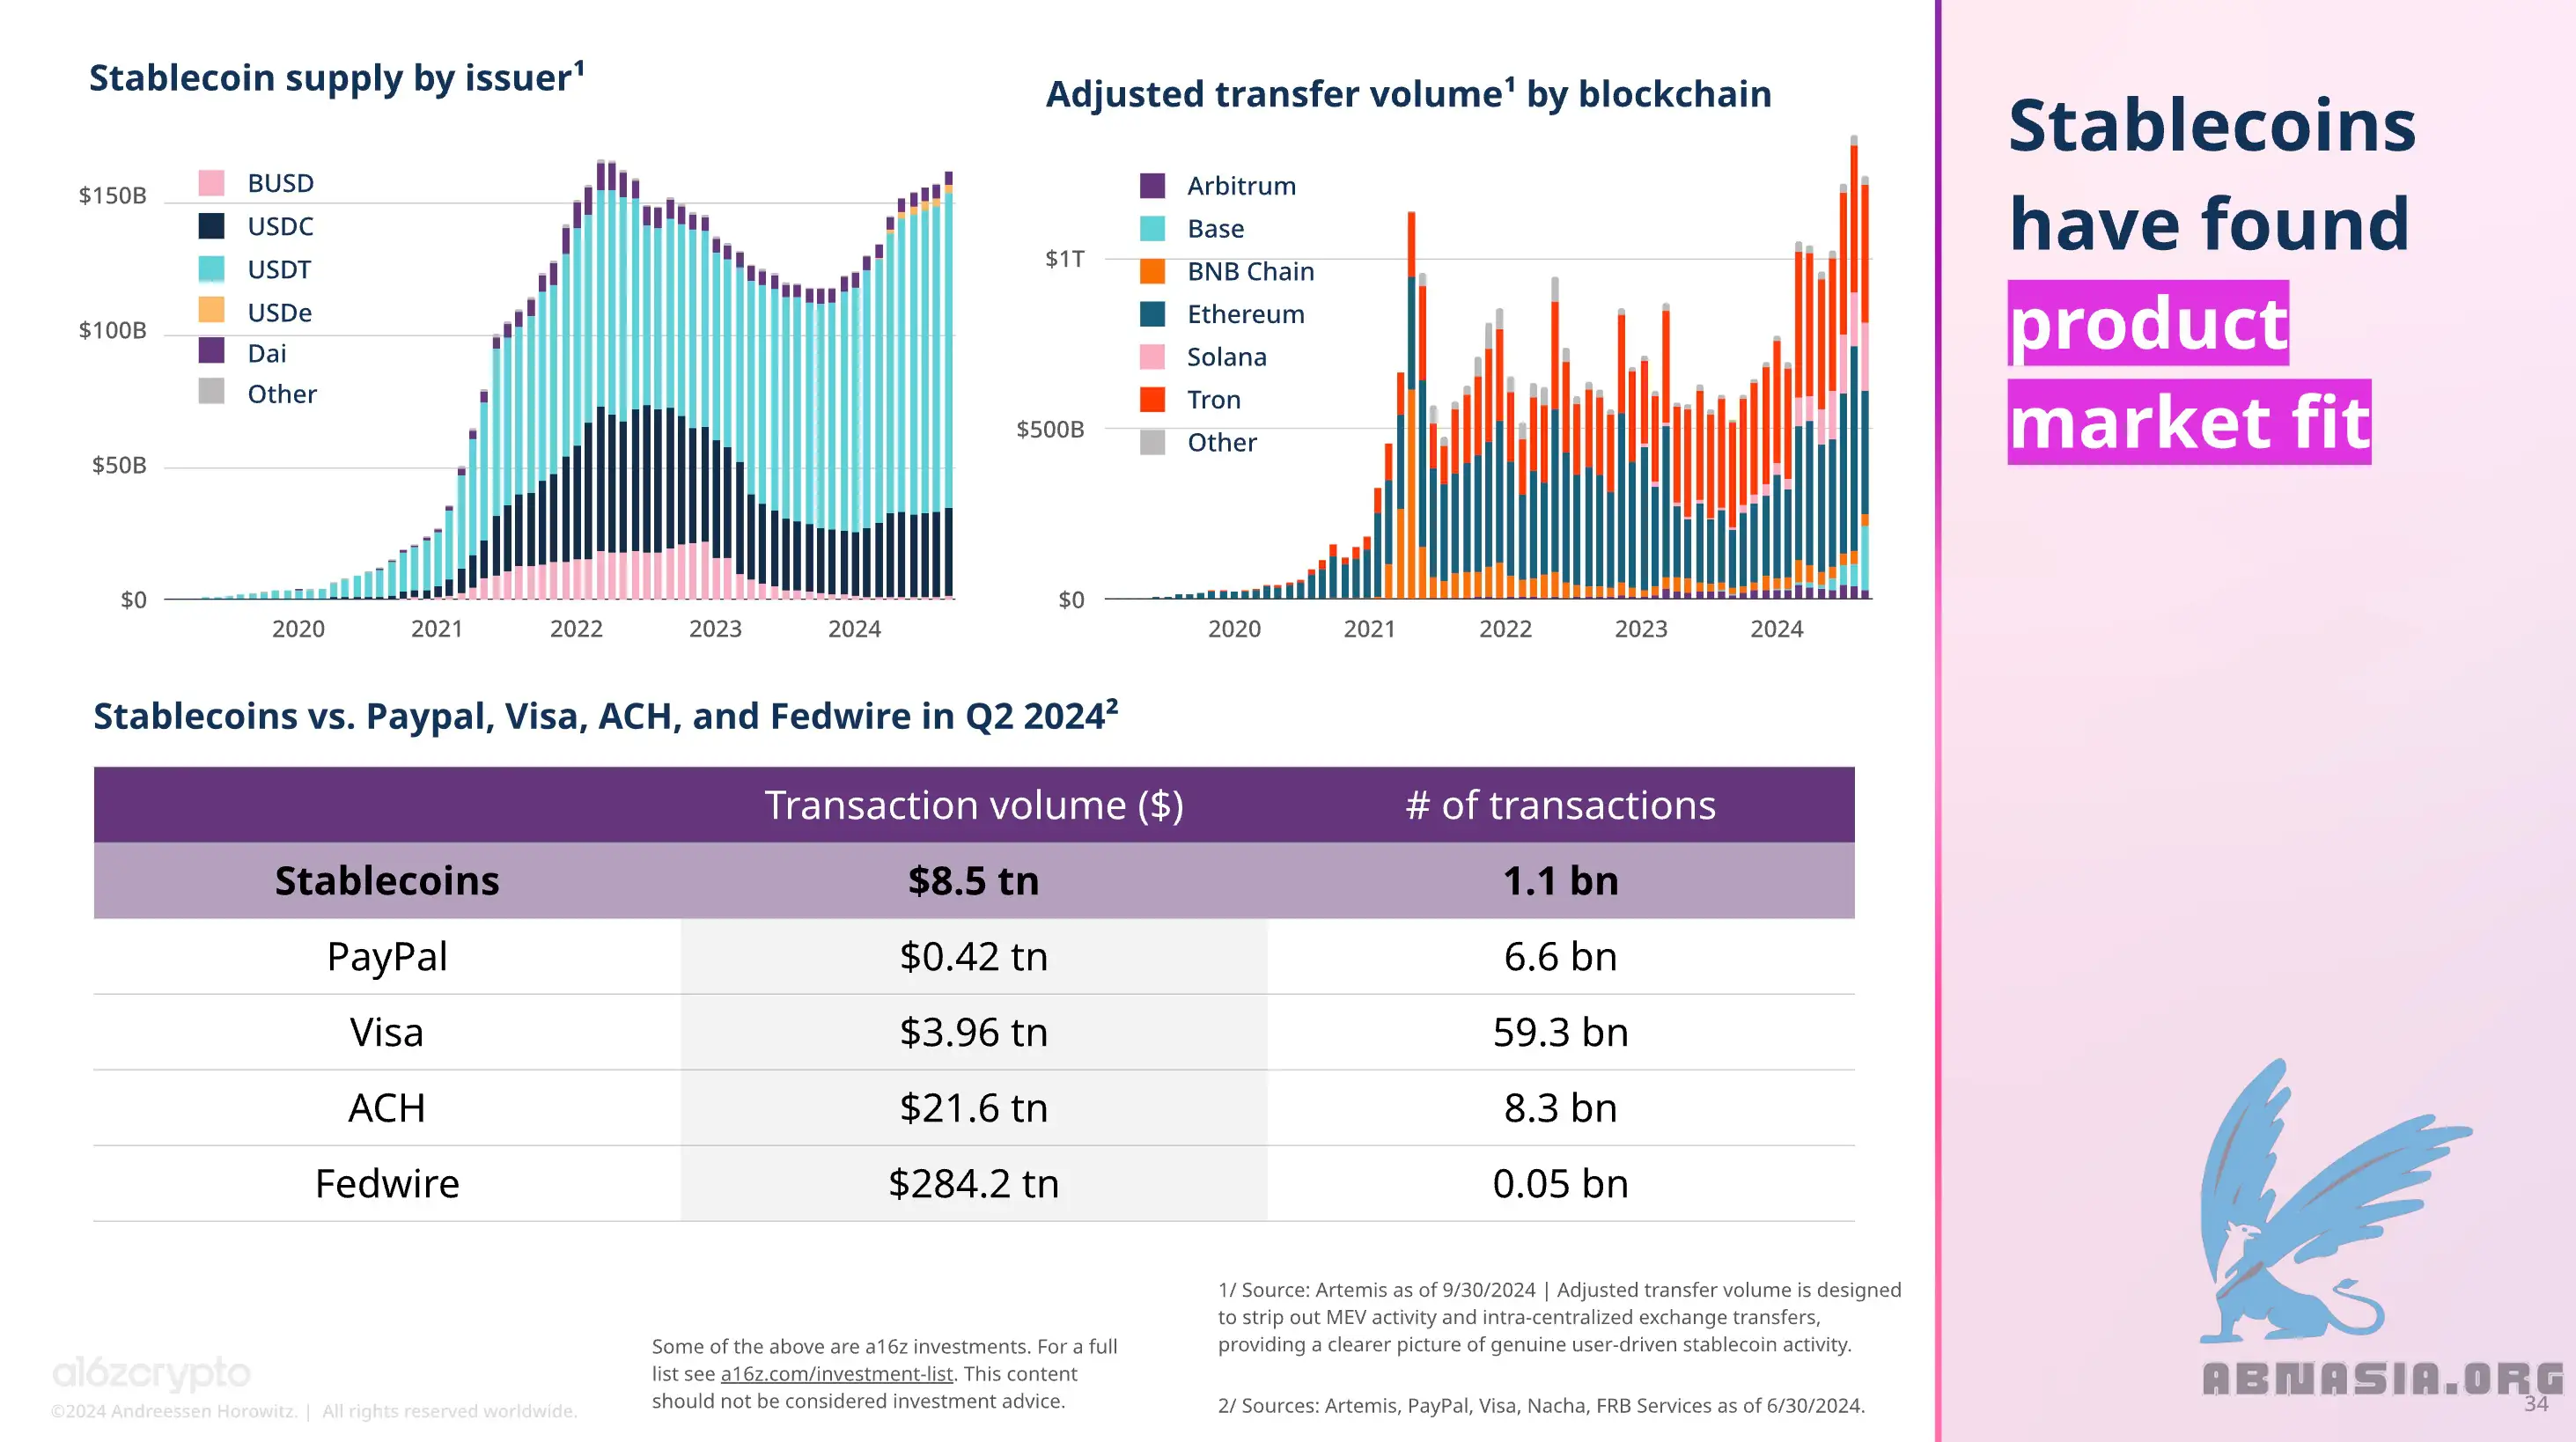 Stablecoin supply by issuer¹
$150B
$100B
$50B
$0
BUSD
USDC
USDT
USDe
Dai
Other
2020 2021 2022 2023 2024
Adjusted transfer volume¹ by blockchain
$1T
$500B
$0
Arbitrum
Base
BNB Chain
Ethereum
Solana
Tron
Other
2020 2021 2022 2023 2024
Stablecoins vs. Paypal, Visa, ACH, and Fedwire in Q2 2024²
Transaction volume ($) # of transactions
Stablecoins $8.5 tn 1.1 bn
PayPal $0.42 tn 6.6 bn
Visa $3.96 tn 59.3 bn
ACH $21.6 tn 8.3 bn
Fedwire $284.2 tn 0.05 bn
Some of the above are a16z investments. For a full
list see a16z.com/investment-list. This content
should not be considered investment advice.
1/ Source: Artemis as of 9/30/2024 | Adjusted transfer volume is designed
to strip out MEV activity and intra-centralized exchange transfers,
providing a clearer picture of genuine user-driven stablecoin activity.
2/ Sources: Artemis, PayPal, Visa, Nacha, FRB Services as of 6/30/2024.
a16zcrypto
©2024 Andreessen Horowitz. | All rights reserved worldwide.
Stablecoins
have found
product
market fit
ABNASIA.ORG
34